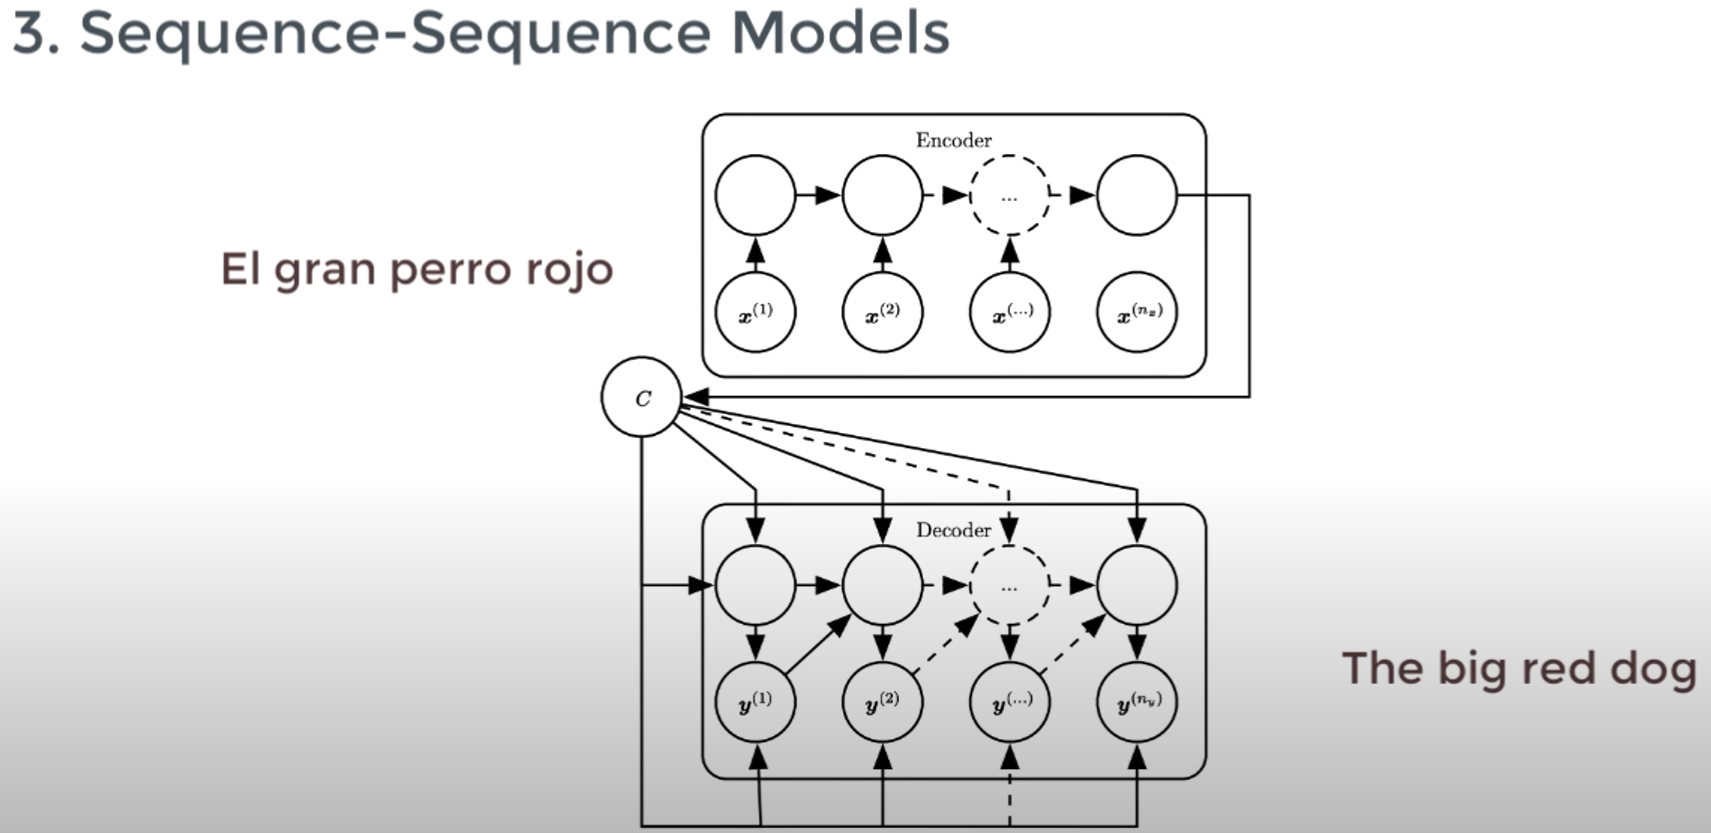 3. Sequence-Sequence Models
Encoder
...
El gran perro rojo
x^(1) x^(2) x^(...) x^(n_x)
C
Decoder
...
y^(1) y^(2) y^(...) y^(n_y)
The big red dog